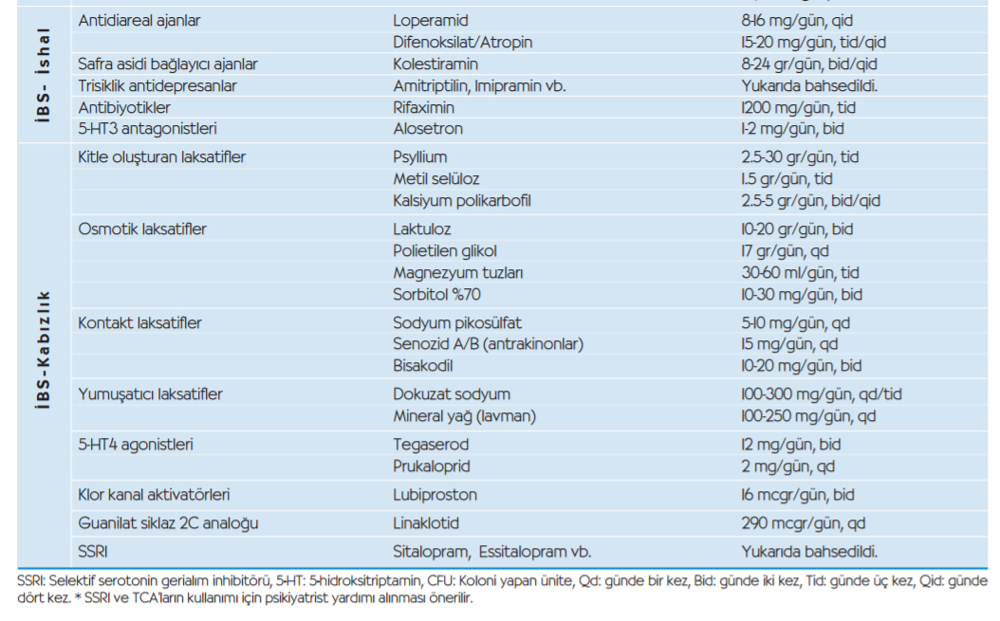 İBS- İshal
Antidiareal ajanlar Loperamid 8-16 mg/gün, qid
Difenoksilat/Atropin 15-20 mg/gün, tid/qid
Safra asidi bağlayıcı ajanlar Kolestiramin 8-24 gr/gün, bid/qid
Trisiklik antidepresanlar Amitriptilin, Imipramin vb. Yukarıda bahsedildi.
Antibiyotikler Rifaximin 1200 mg/gün, tid
5-HT3 antagonistleri Alosetron 1-2 mg/gün, bid
İBS-Kabızlık
Kitle oluşturan laksatifler Psyllium 2.5-30 gr/gün, tid
Metil selüloz 1.5 gr/gün, tid
Kalsiyum polikarbofil 2.5-5 gr/gün, bid/qid
Osmotik laksatifler Laktuloz 10-20 gr/gün, bid
Polietilen glikol 17 gr/gün, qd
Magnezyum tuzları 30-60 ml/gün, tid
Sorbitol %70 10-30 mg/gün, bid
Kontakt laksatifler Sodyum pikosülfat 5-10 mg/gün, qd
Senozid A/B (antrakinonlar) 15 mg/gün, qd
Bisakodil 10-20 mg/gün, bid
Yumuşatıcı laksatifler Dokuzat sodyum 100-300 mg/gün, qd/tid
Mineral yağ (lavman) 100-250 mg/gün, qd
5-HT4 agonistleri Tegaserod 12 mg/gün, bid
Prukaloprid 2 mg/gün, qd
Klor kanal aktivatörleri Lubiproston 16 mcgr/gün, bid
Guanilat siklaz 2C analoğu Linaklotid 290 mcgr/gün, qd
SSRI Sitalopram, Essitalopram vb. Yukarıda bahsedildi.
SSRI: Selektif serotonin gerialım inhibitörü, 5-HT: 5-hidroksitriptamin, CFU: Koloni yapan ünite, Qd: günde bir kez, Bid: günde iki kez, Tid: günde üç kez, Qid: günde
dört kez. * SSRI ve TCA'ların kullanımı için psikiyatrist yardımı alınması önerilir.